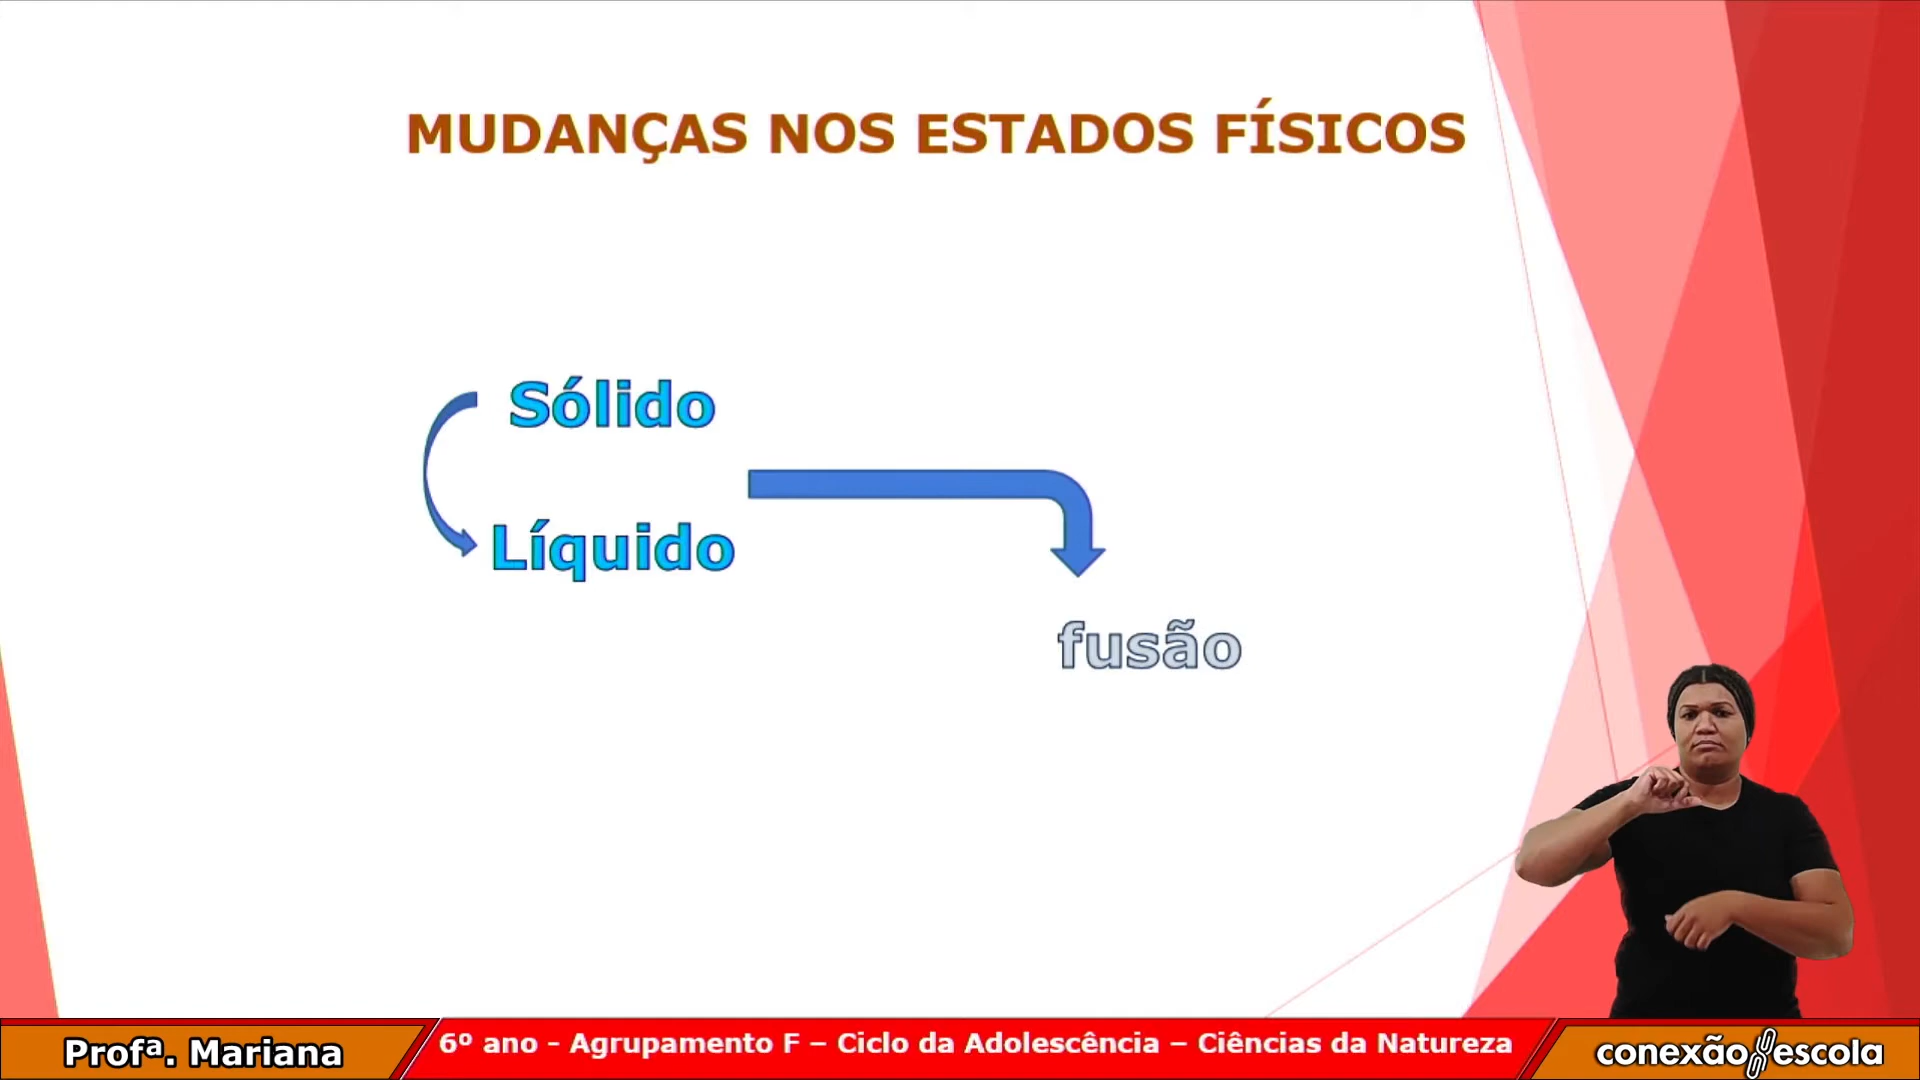 MUDANÇAS NOS ESTADOS FÍSICOS
Sólido
Líquido
fusão
Profª. Mariana
6º ano - Agrupamento F – Ciclo da Adolescência – Ciências da Natureza
conexão escola